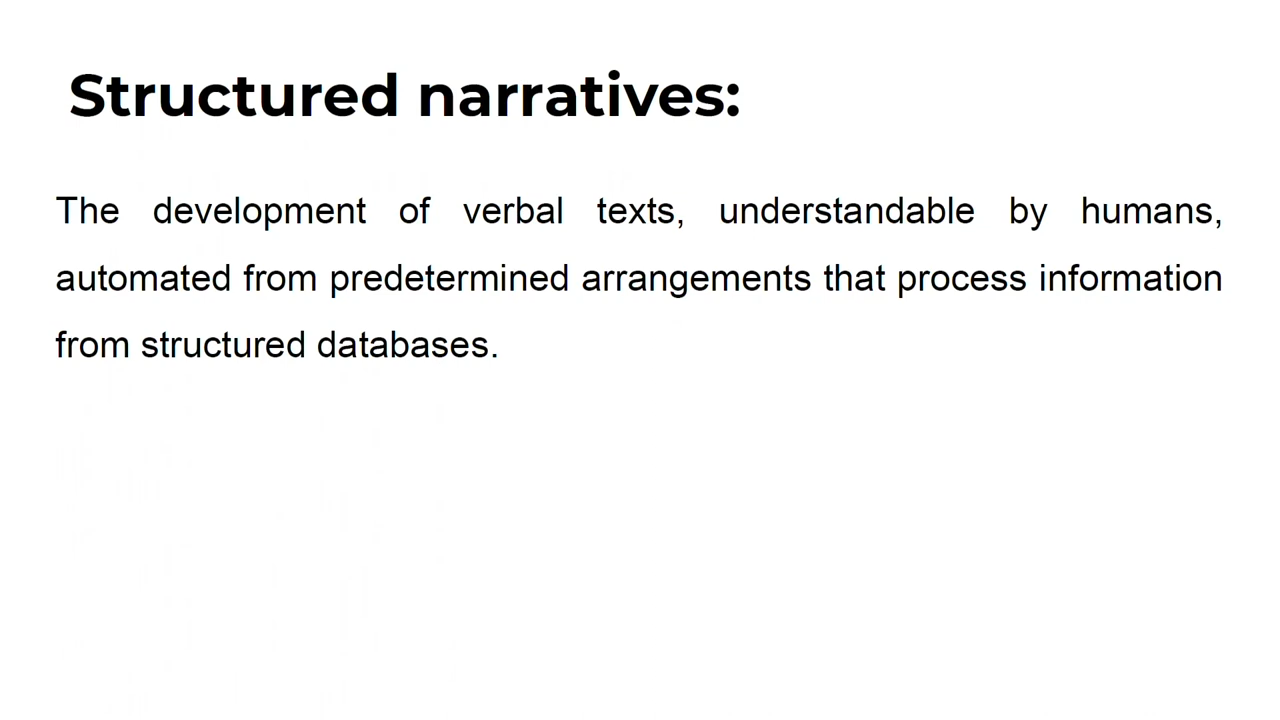 Structured narratives:
The development of verbal texts, understandable by humans,
automated from predetermined arrangements that process information
from structured databases.